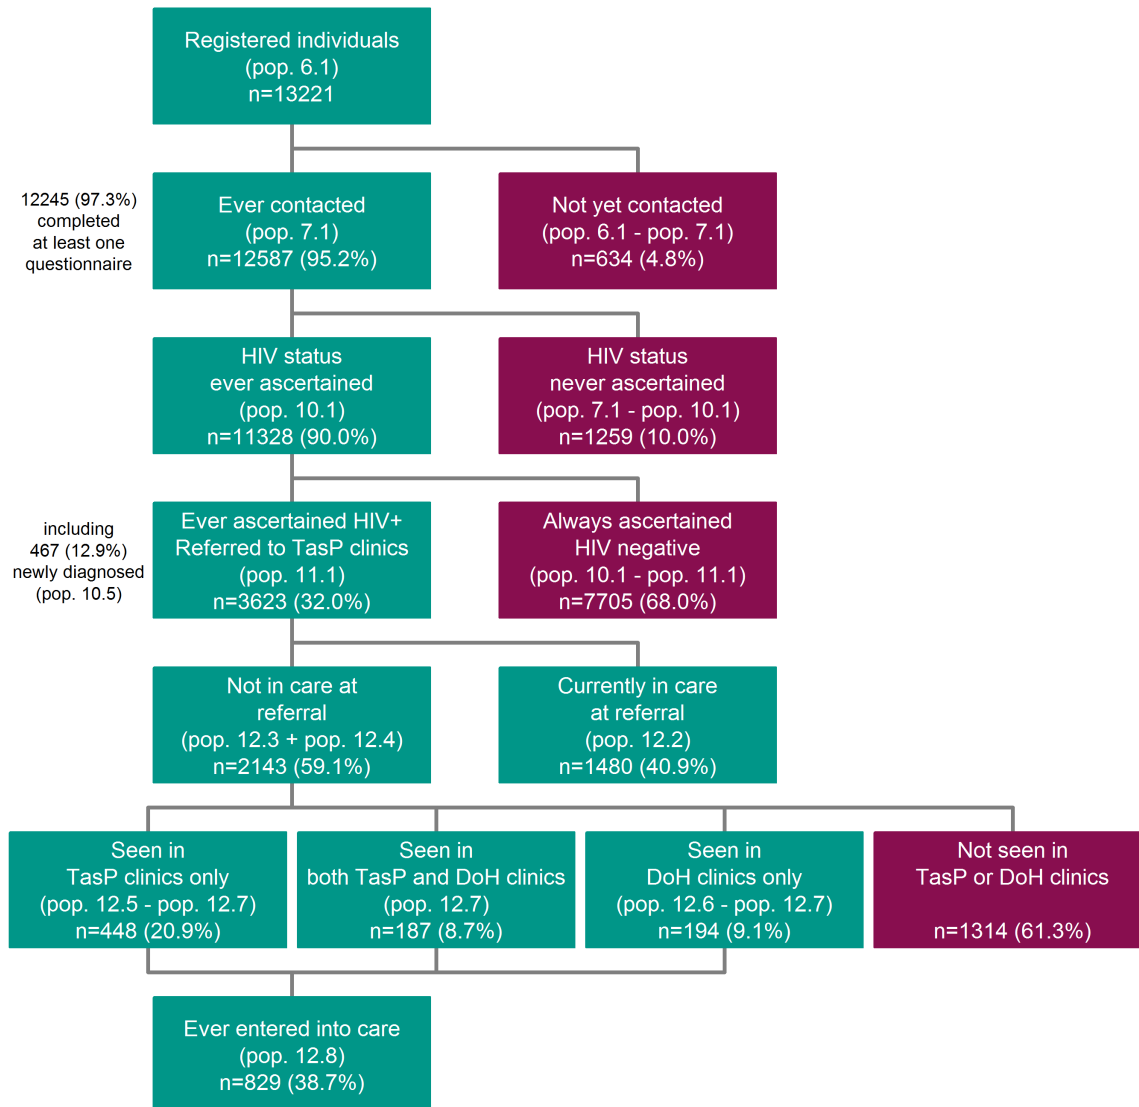 Registered individuals
(pop. 6.1)
n=13221
12245 (97.3%)
completed
at least one
questionnaire
Ever contacted
(pop. 7.1)
n=12587 (95.2%)
Not yet contacted
(pop. 6.1 - pop. 7.1)
n=634 (4.8%)
HIV status
ever ascertained
(pop. 10.1)
n=11328 (90.0%)
HIV status
never ascertained
(pop. 7.1 - pop. 10.1)
n=1259 (10.0%)
including
467 (12.9%)
newly diagnosed
(pop. 10.5)
Ever ascertained HIV+
Referred to TasP clinics
(pop. 11.1)
n=3623 (32.0%)
Always ascertained
HIV negative
(pop. 10.1 - pop. 11.1)
n=7705 (68.0%)
Not in care at
referral
(pop. 12.3 + pop. 12.4)
n=2143 (59.1%)
Currently in care
at referral
(pop. 12.2)
n=1480 (40.9%)
Seen in
TasP clinics only
(pop. 12.5 - pop. 12.7)
n=448 (20.9%)
Seen in
both TasP and DoH clinics
(pop. 12.7)
n=187 (8.7%)
Seen in
DoH clinics only
(pop. 12.6 - pop. 12.7)
n=194 (9.1%)
Not seen in
TasP or DoH clinics
n=1314 (61.3%)
Ever entered into care
(pop. 12.8)
n=829 (38.7%)